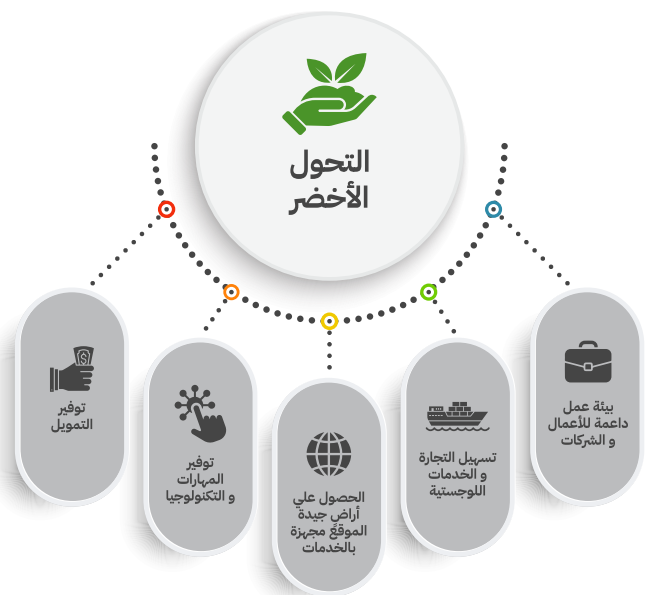 التحول
الأخضر
بيئة عمل
داعمة للأعمال
و الشركات
تسهيل التجارة
و الخدمات
اللوجستية
الحصول علي
أراضٍ جيدة
الموقع مجهزة
بالخدمات
توفير
المهارات
و التكنولوجيا
توفير
التمويل